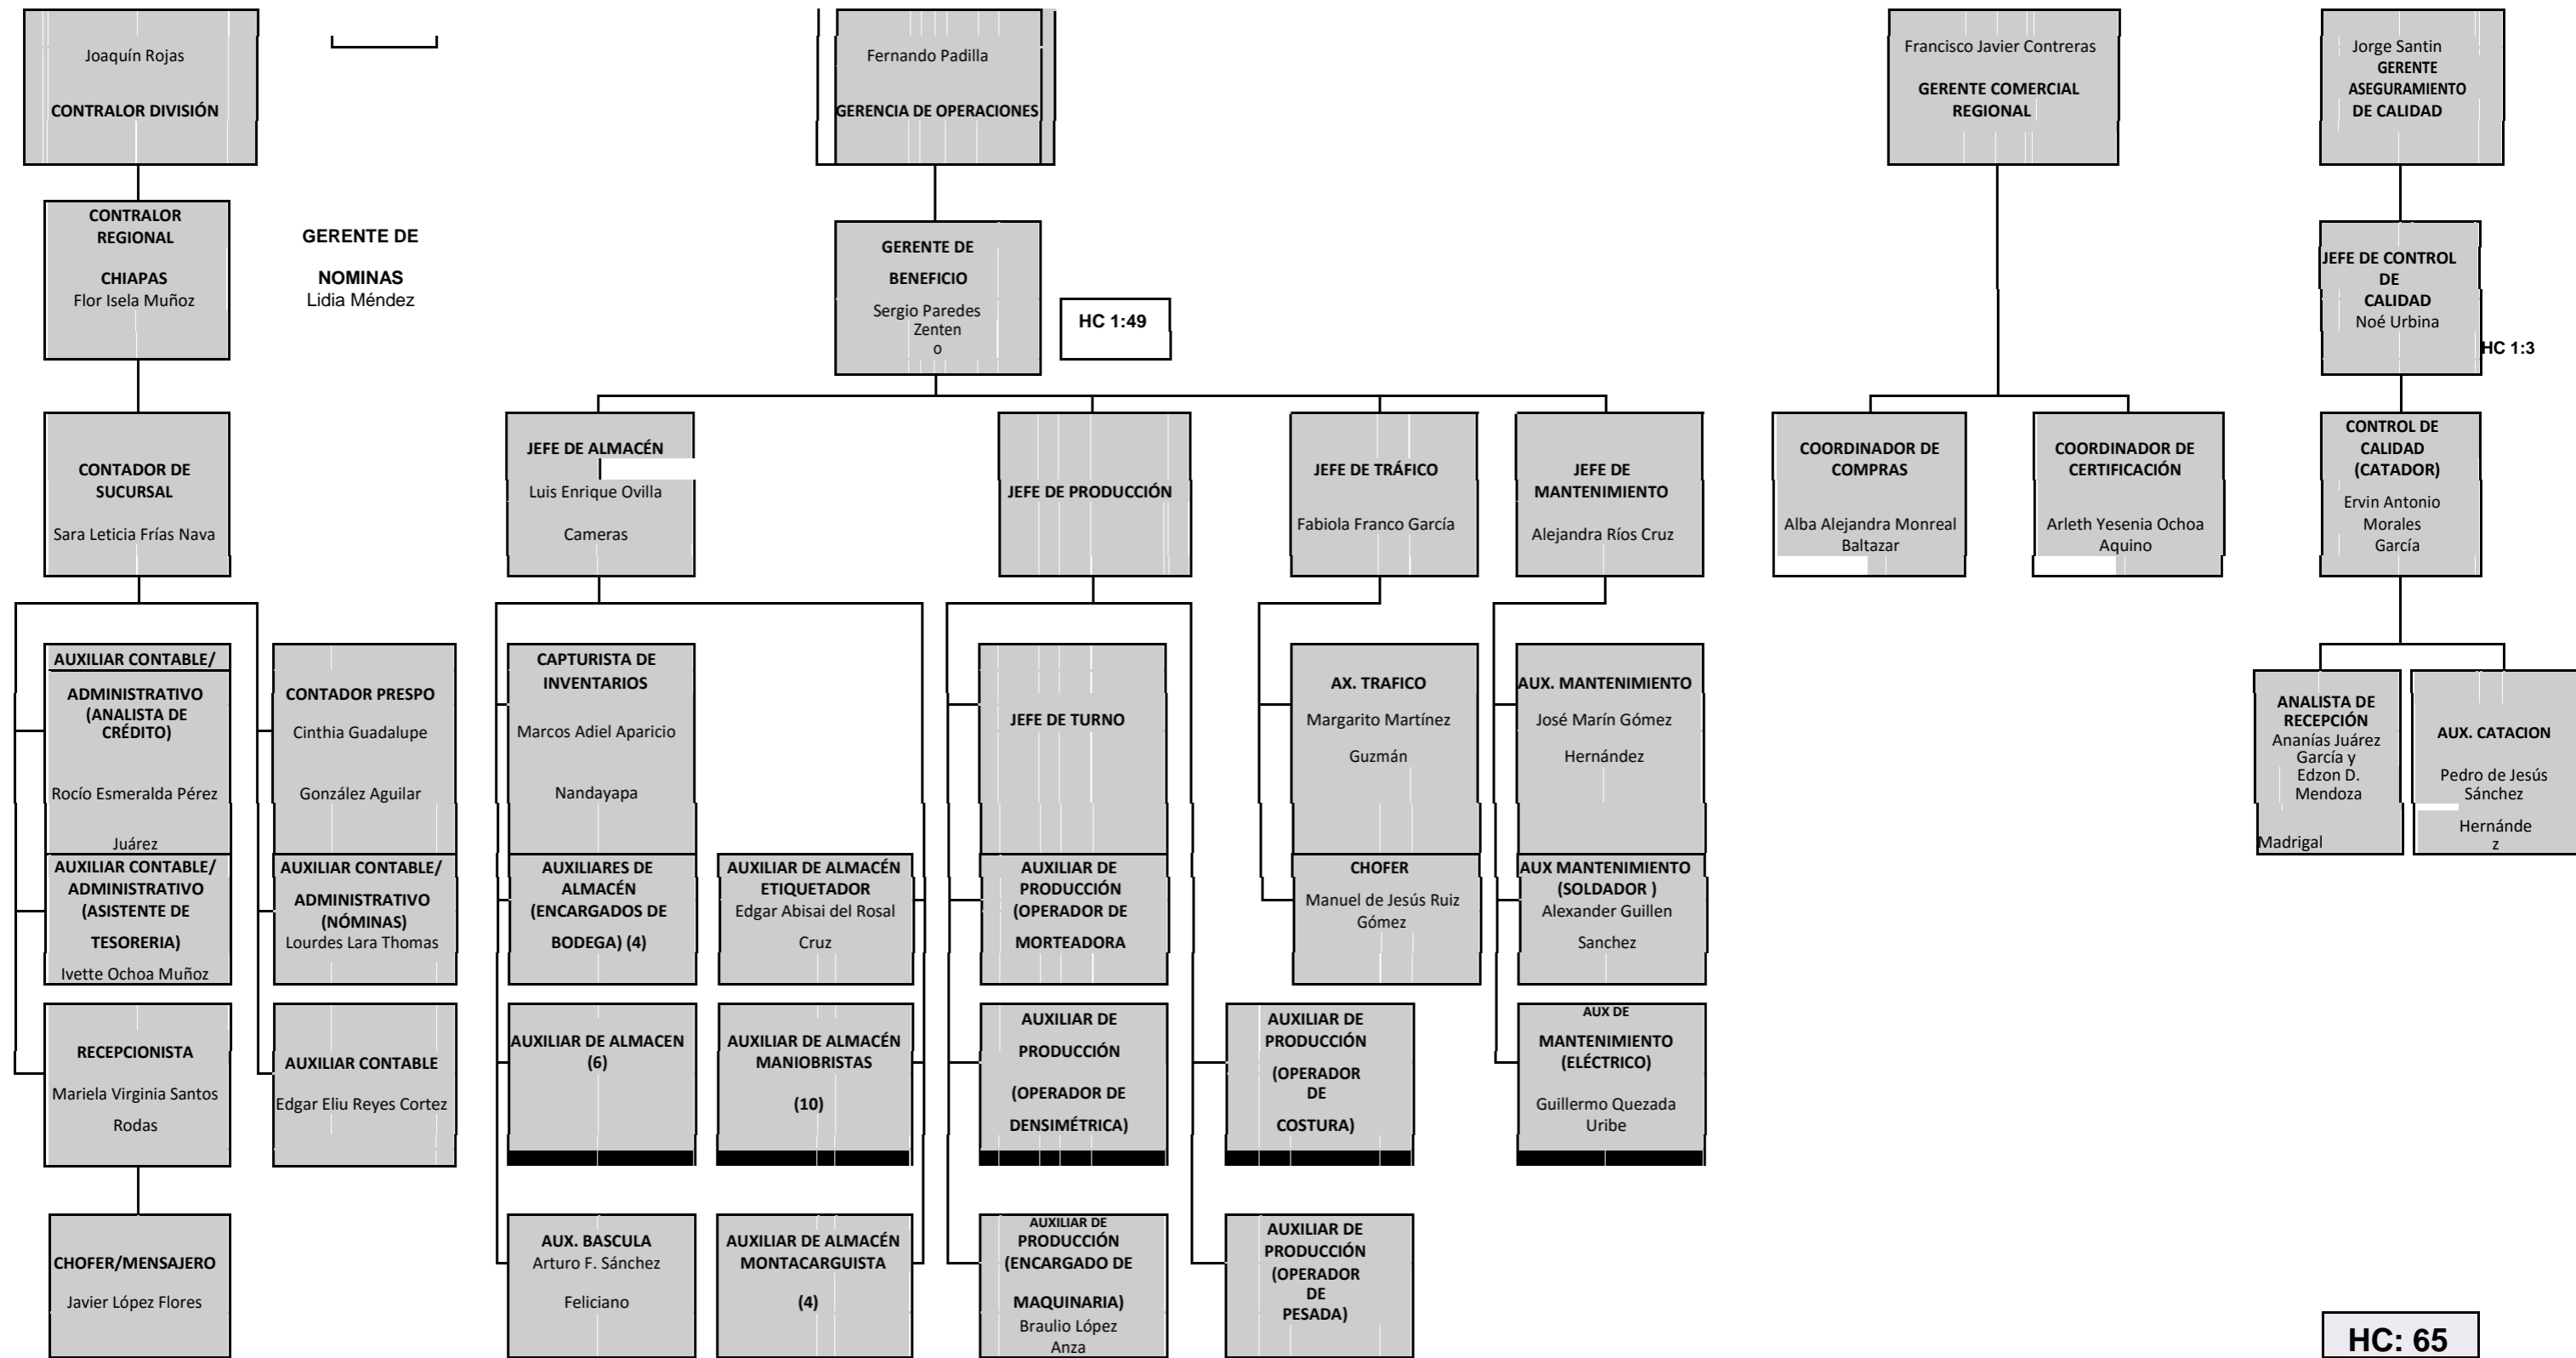 Joaquín Rojas
CONTRALOR DIVISIÓN
Fernando Padilla
GERENCIA DE OPERACIONES
Francisco Javier Contreras
GERENTE COMERCIAL
REGIONAL
Jorge Santin
GERENTE
ASEGURAMIENTO
DE CALIDAD
CONTRALOR
REGIONAL
CHIAPAS
Flor Isela Muñoz
GERENTE DE
NOMINAS
Lidia Méndez
GERENTE DE
BENEFICIO
Sergio Paredes
Zenten
o
HC 1:49
JEFE DE CONTROL
DE
CALIDAD
Noé Urbina
HC 1:3
CONTADOR DE
SUCURSAL
Sara Leticia Frías Nava
JEFE DE ALMACÉN
Luis Enrique Ovilla
Cameras
JEFE DE PRODUCCIÓN
JEFE DE TRÁFICO
Fabiola Franco García
JEFE DE
MANTENIMIENTO
Alejandra Ríos Cruz
COORDINADOR DE
COMPRAS
Alba Alejandra Monreal
Baltazar
COORDINADOR DE
CERTIFICACIÓN
Arleth Yesenia Ochoa
Aquino
CONTROL DE
CALIDAD
(CATADOR)
Ervin Antonio
Morales
García
AUXILIAR CONTABLE/
ADMINISTRATIVO
(ANALISTA DE
CRÉDITO)
Rocío Esmeralda Pérez
Juárez
CONTADOR PRESPO
Cinthia Guadalupe
González Aguilar
CAPTURISTA DE
INVENTARIOS
Marcos Adiel Aparicio
Nandayapa
JEFE DE TURNO
AX. TRAFICO
Margarito Martínez
Guzmán
AUX. MANTENIMIENTO
José Marín Gómez
Hernández
ANALISTA DE
RECEPCIÓN
Ananías Juárez
García y
Edzon D.
Mendoza
Madrigal
AUX. CATACION
Pedro de Jesús
Sánchez
Hernánde
z
AUXILIAR CONTABLE/
ADMINISTRATIVO
(ASISTENTE DE
TESORERIA)
Ivette Ochoa Muñoz
AUXILIAR CONTABLE/
ADMINISTRATIVO
(NÓMINAS)
Lourdes Lara Thomas
AUXILIARES DE
ALMACÉN
(ENCARGADOS DE
BODEGA) (4)
AUXILIAR DE ALMACÉN
ETIQUETADOR
Edgar Abisai del Rosal
Cruz
AUXILIAR DE
PRODUCCIÓN
(OPERADOR DE
MORTEADORA
CHOFER
Manuel de Jesús Ruiz
Gómez
AUX MANTENIMIENTO
(SOLDADOR )
Alexander Guillen
Sanchez
RECEPCIONISTA
Mariela Virginia Santos
Rodas
AUXILIAR CONTABLE
Edgar Eliu Reyes Cortez
AUXILIAR DE ALMACEN
(6)
AUXILIAR DE ALMACÉN
MANIOBRISTAS
(10)
AUXILIAR DE
PRODUCCIÓN
(OPERADOR DE
DENSIMÉTRICA)
AUXILIAR DE
PRODUCCIÓN
(OPERADOR
DE
COSTURA)
AUX DE
MANTENIMIENTO
(ELÉCTRICO)
Guillermo Quezada
Uribe
CHOFER/MENSAJERO
Javier López Flores
AUX. BASCULA
Arturo F. Sánchez
Feliciano
AUXILIAR DE ALMACÉN
MONTACARGUISTA
(4)
AUXILIAR DE
PRODUCCIÓN
(ENCARGADO DE
MAQUINARIA)
Braulio López
Anza
AUXILIAR DE
PRODUCCIÓN
(OPERADOR
DE
PESADA)
HC: 65